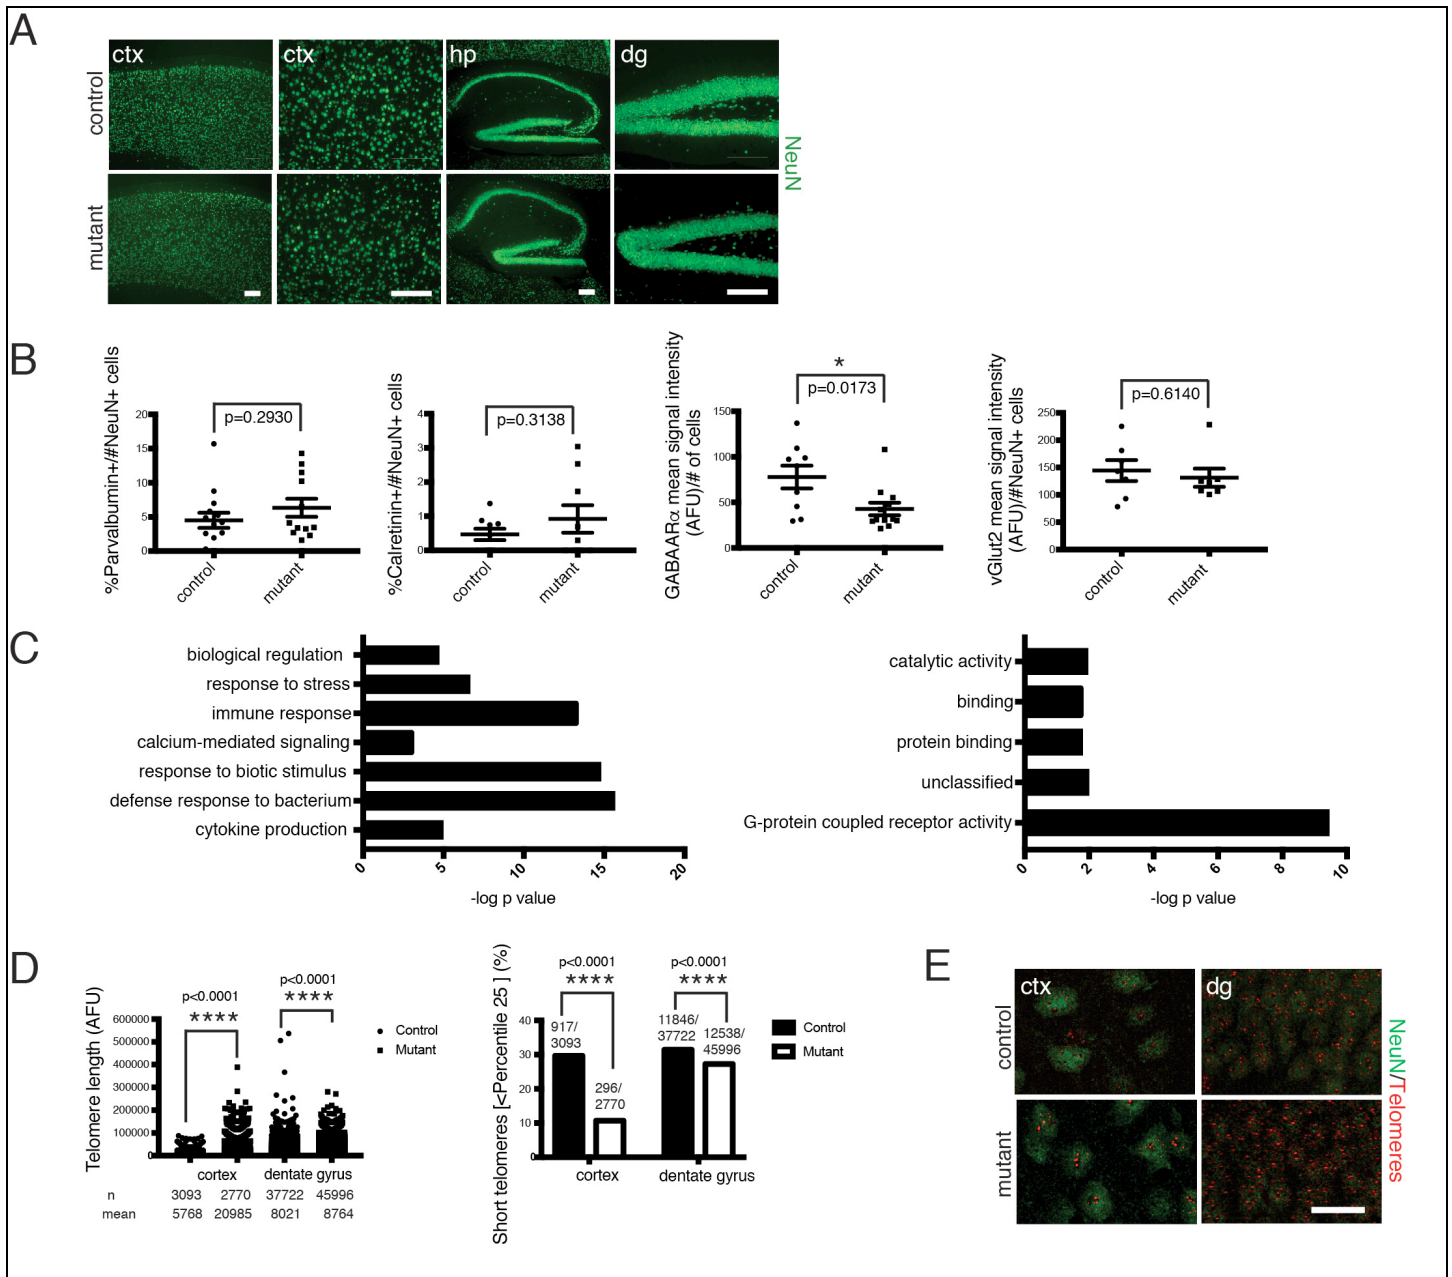 A
ctx
ctx
hp
dg
control
mutant
NeuN
B
%Parvalbumin+/#NeuN+ cells
p=0.2930
20
15
10
5
0
control
mutant
%Calretinin+/#NeuN+ cells
p=0.3138
4
3
2
1
0
control
mutant
GABAARα mean signal intensity
(AFU)/# of cells)
*
p=0.0173
150
100
50
0
control
mutant
vGlut2 mean signal intensity
(AFU)/#NeuN+ cells
p=0.6140
250
200
150
100
50
0
control
mutant
C
biological regulation
response to stress
immune response
calcium-mediated signaling
response to biotic stimulus
defense response to bacterium
cytokine production
0 5 10 15 20
-log p value
catalytic activity
binding
protein binding
unclassified
G-protein coupled receptor activity
0 2 4 6 8 10
-log p value
D
Telomere length (AFU)
p<0.0001
****
p<0.0001
****
600000
500000
400000
300000
200000
100000
0
Control
Mutant
cortex dentate gyrus
n 3093 2770 37722 45996
mean 5768 20985 8021 8764
Short telomeres [<Percentile 25 ] (%)
p<0.0001
****
p<0.0001
****
40
30
20
10
0
917/
3093
296/
2770
11846/
37722
12538/
45996
Control
Mutant
cortex
dentate gyrus
E
ctx
dg
control
mutant
NeuN/Telomeres